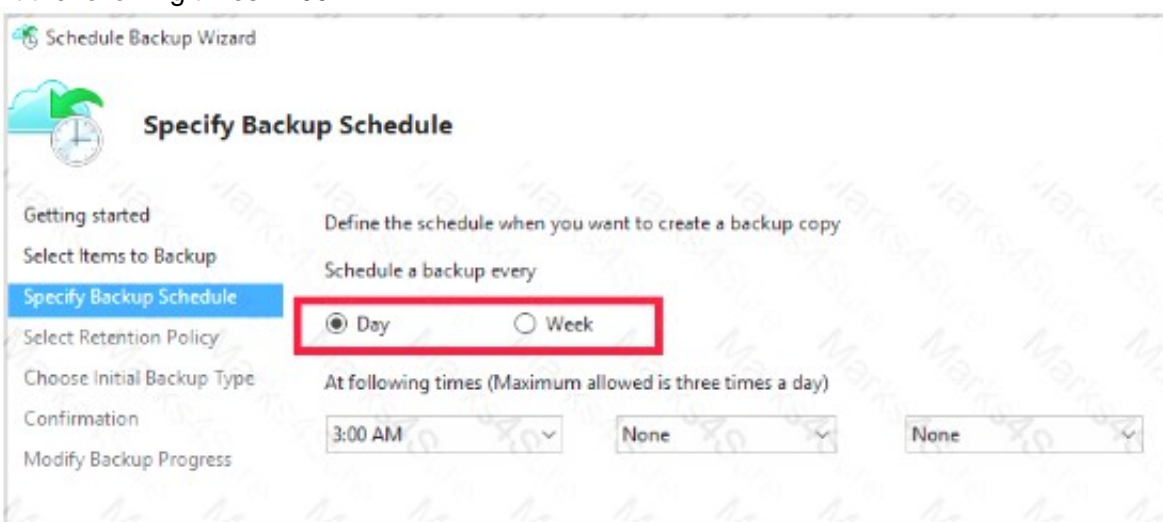 Schedule Backup Wizard
Specify Backup Schedule
Getting started
Select Items to Backup
Specify Backup Schedule
Select Retention Policy
Choose Initial Backup Type
Confirmation
Modify Backup Progress
Define the schedule when you want to create a backup copy
Schedule a backup every
Day Week
At following times (Maximum allowed is three times a day)
3:00 AM None None
Marks4Sure